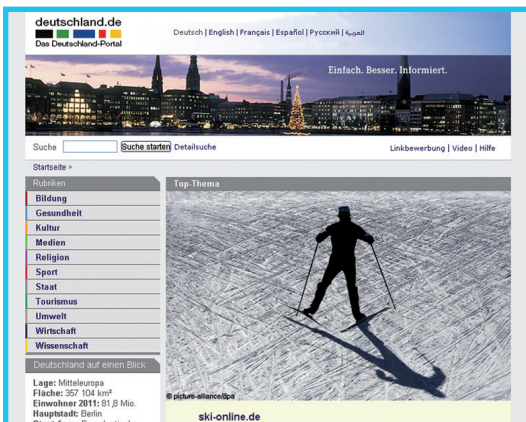 deutschland.de
Das Deutschland-Portal
Deutsch | English | Français | Español | Русский | العربية
Einfach. Besser. Informiert.
Suche Suche starten Detailsuche
Linkbewerbung | Video | Hilfe
Startseite >
Rubriken
Bildung
Gesundheit
Kultur
Medien
Religion
Sport
Staat
Tourismus
Umwelt
Wirtschaft
Wissenschaft
Deutschland auf einen Blick
Lage: Mitteleuropa
Fläche: 357 104 km²
Einwohner 2011: 81,8 Mio.
Hauptstadt: Berlin
Top-Thema
© picture-alliance/dpa
ski-online.de